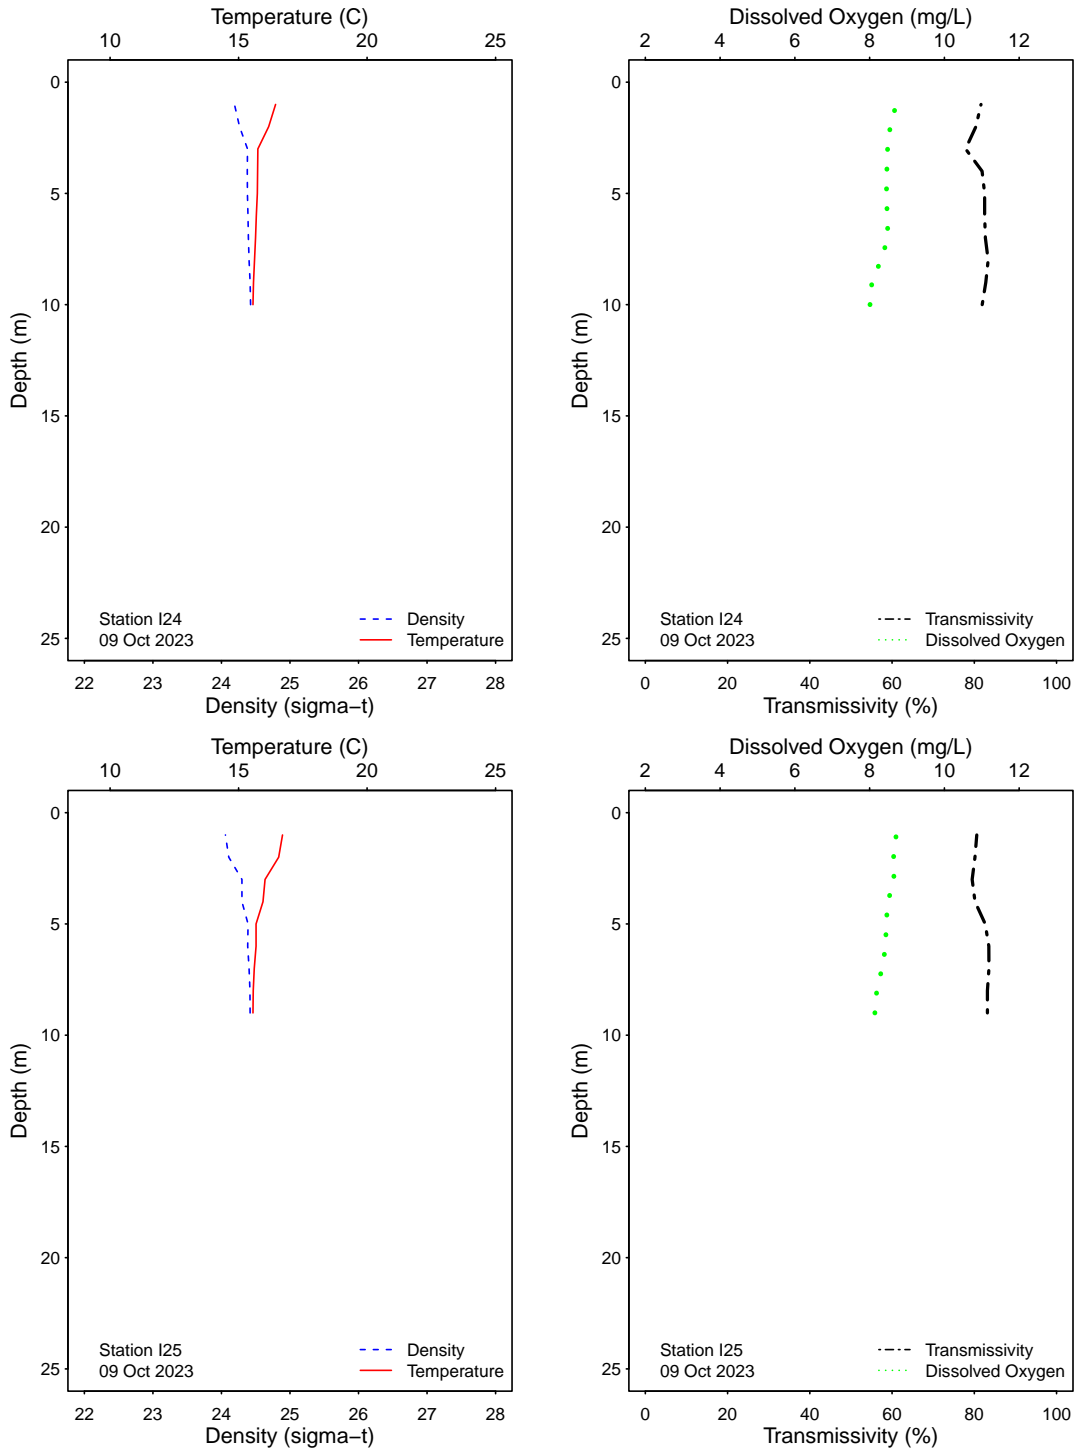 Temperature (C)
10 15 20 25
0
5
10
15
20
25
Depth (m)
Station I24
09 Oct 2023
Density
Temperature
22 23 24 25 26 27 28
Density (sigma−t)
Dissolved Oxygen (mg/L)
2 4 6 8 10 12
0
5
10
15
20
25
Depth (m)
Station I24
09 Oct 2023
Transmissivity
Dissolved Oxygen
0 20 40 60 80 100
Transmissivity (%)
Temperature (C)
10 15 20 25
0
5
10
15
20
25
Depth (m)
Station I25
09 Oct 2023
Density
Temperature
22 23 24 25 26 27 28
Density (sigma−t)
Dissolved Oxygen (mg/L)
2 4 6 8 10 12
0
5
10
15
20
25
Depth (m)
Station I25
09 Oct 2023
Transmissivity
Dissolved Oxygen
0 20 40 60 80 100
Transmissivity (%)